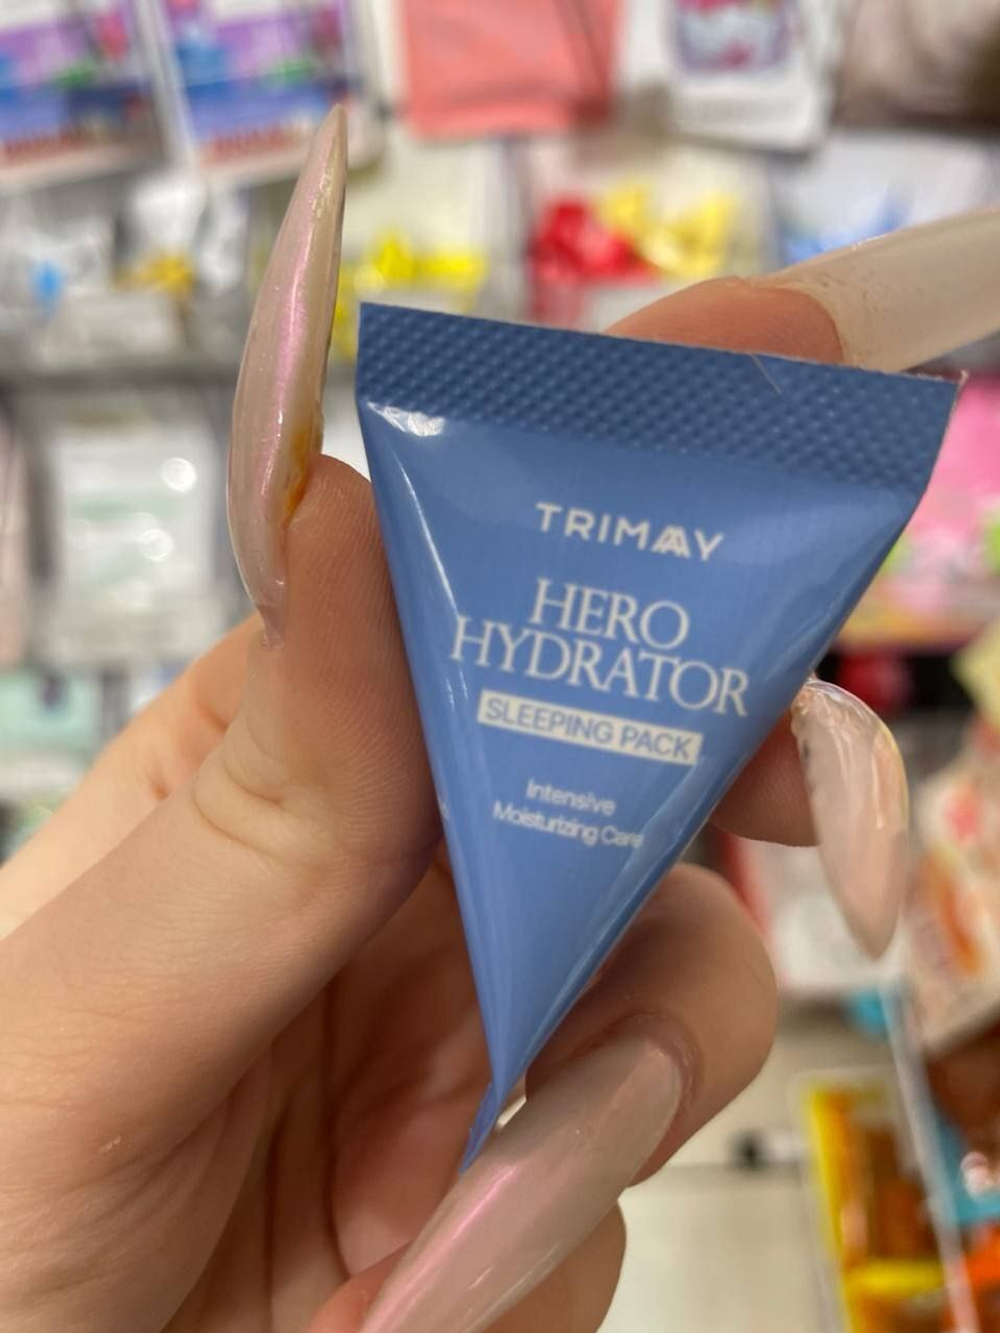 TRIMAY
HERO
HYDRATOR
SLEEPING PACK
Intensive
Moisturizing Care